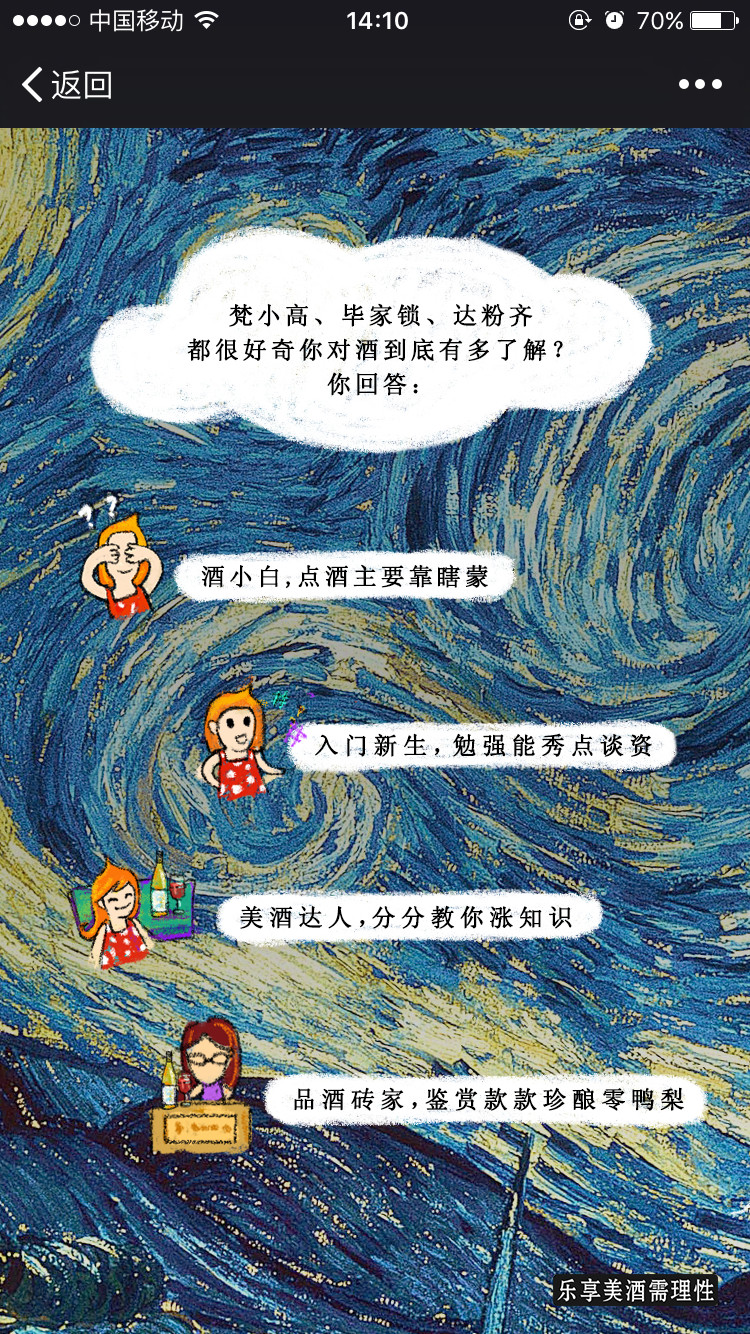 中国移动 14:10 70%
返回
梵小高、毕家锁、达粉齐
都很好奇你对酒到底有多了解？
你回答：
？？
酒小白,点酒主要靠瞎蒙
入门新生，勉强能秀点谈资
美酒达人,分分教你涨知识
品酒砖家,鉴赏款款珍酿零鸭梨
乐享美酒需理性